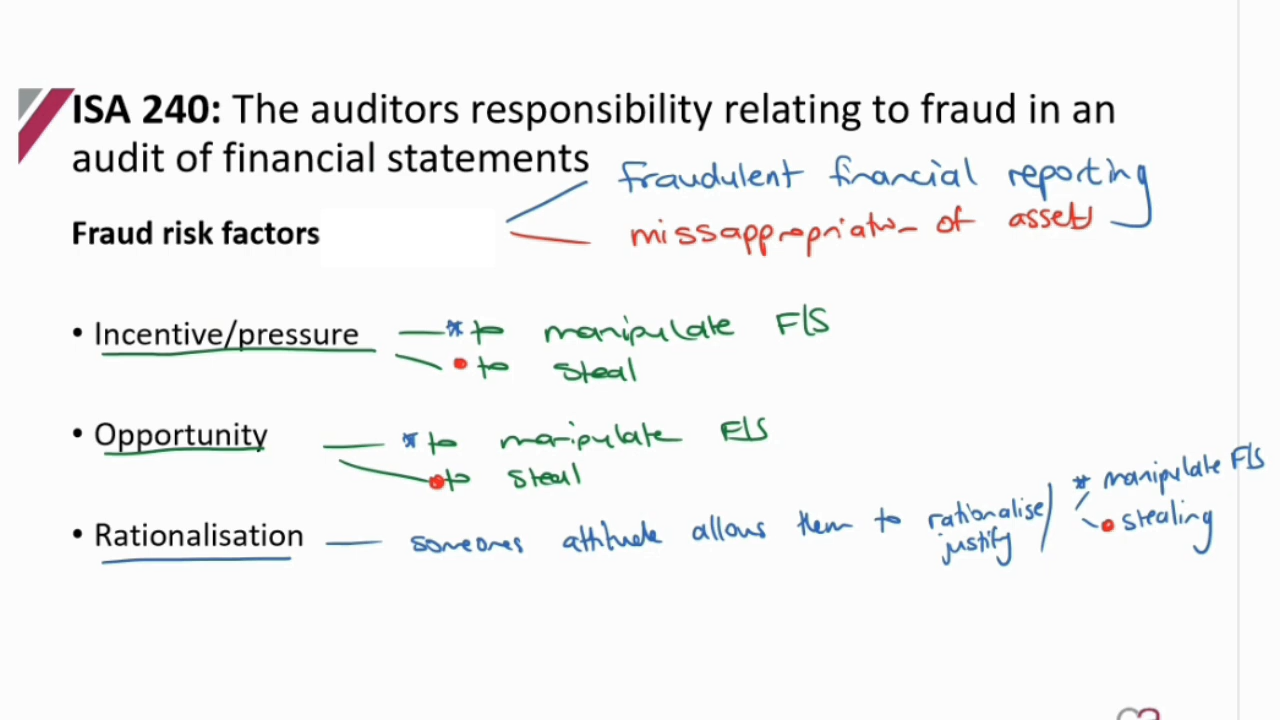 ISA 240: The auditors responsibility relating to fraud in an
audit of financial statements
fraudulent financial reporting
Fraud risk factors
missappropriation of assets
• Incentive/pressure * to manipulate F/S
• to steal
• Opportunity * to manipulate F/S
• to steal
• Rationalisation someones attitude allows them to rationalise/
justify
* manipulate F/S
• stealing